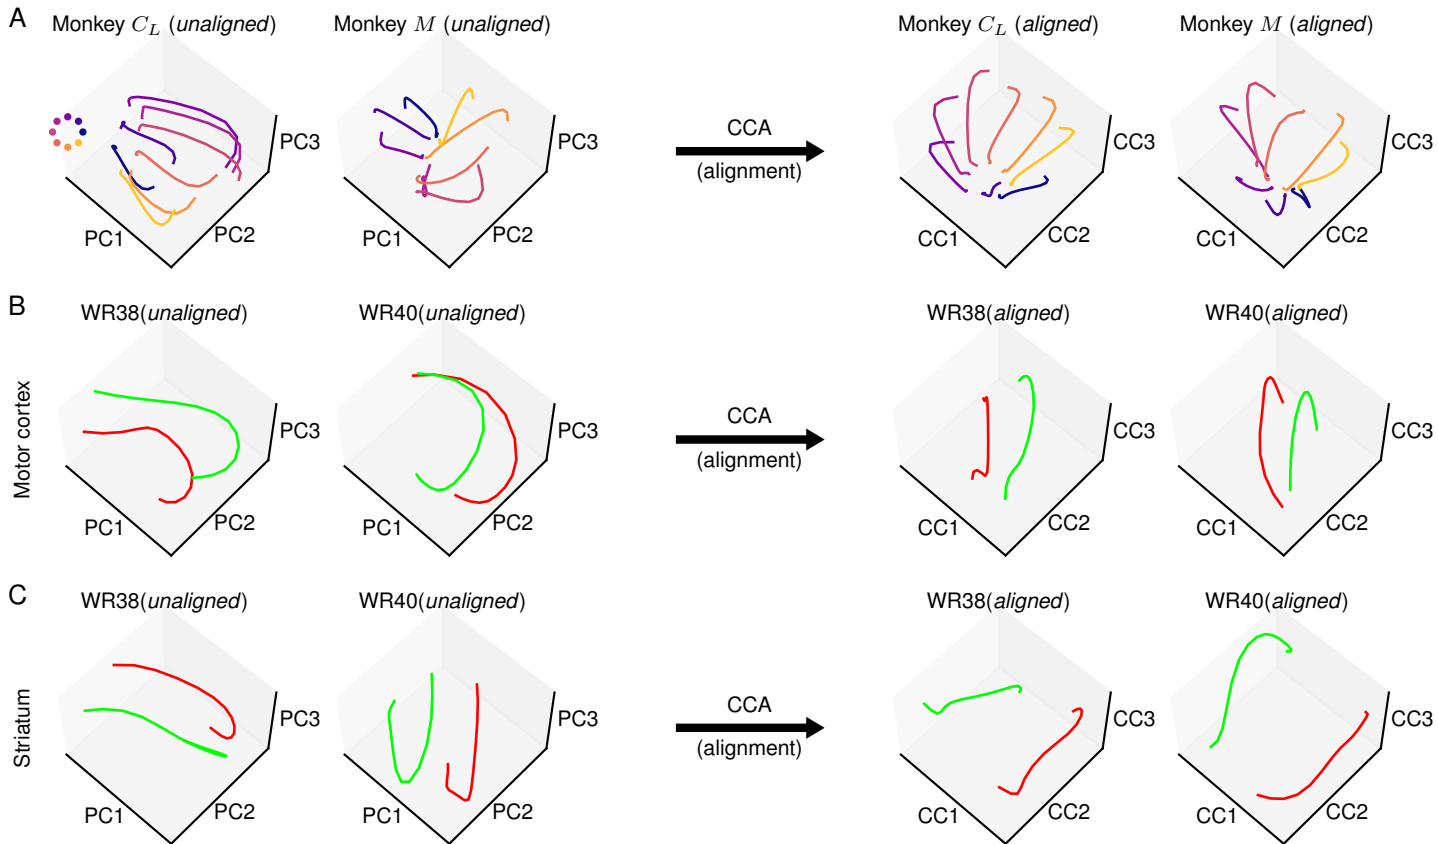 A
Monkey C_L (unaligned)
Monkey M (unaligned)
Monkey C_L (aligned)
Monkey M (aligned)
PC1
PC2
PC3
PC1
PC2
PC3
CCA
(alignment)
CC1
CC2
CC3
CC1
CC2
CC3
B
Motor cortex
WR38(unaligned)
WR40(unaligned)
WR38(aligned)
WR40(aligned)
PC1
PC2
PC3
PC1
PC2
PC3
CCA
(alignment)
CC1
CC2
CC3
CC1
CC2
CC3
C
Striatum
WR38(unaligned)
WR40(unaligned)
WR38(aligned)
WR40(aligned)
PC1
PC2
PC3
PC1
PC2
PC3
CCA
(alignment)
CC1
CC2
CC3
CC1
CC2
CC3